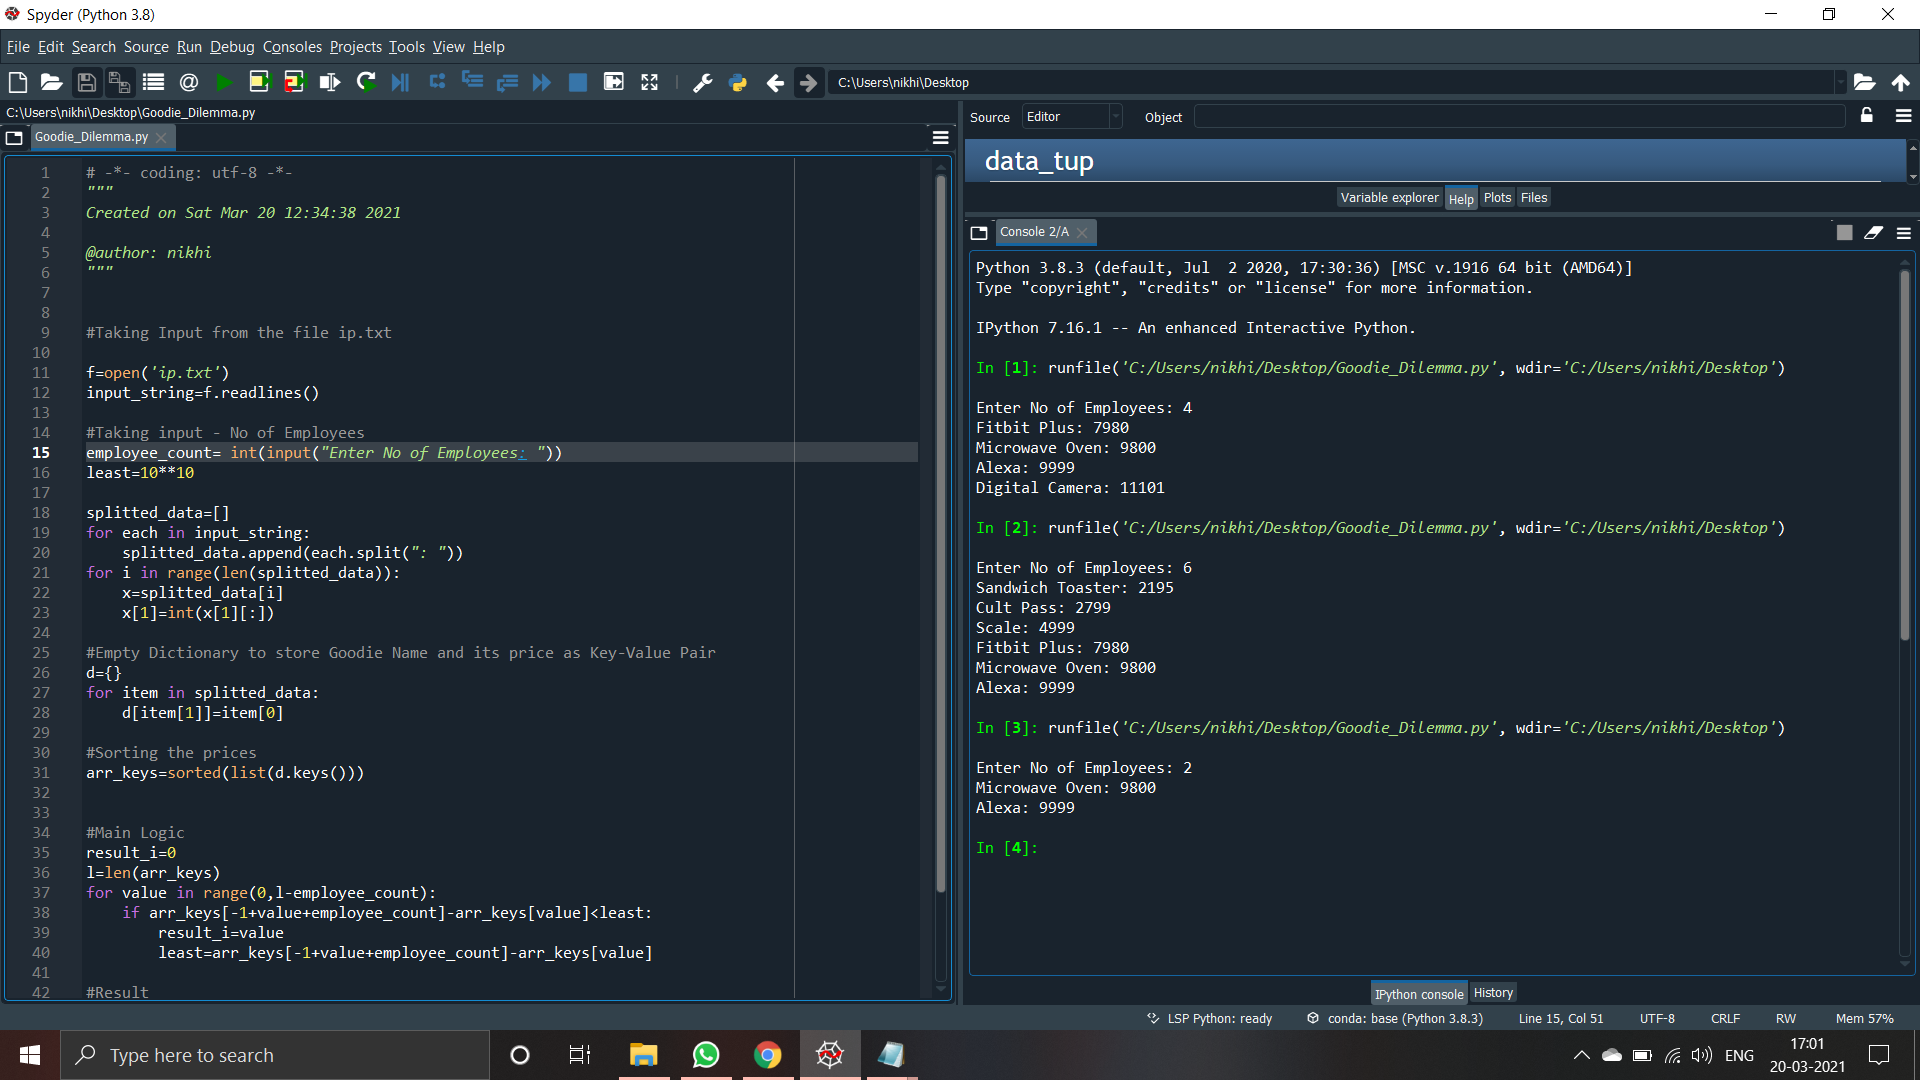 Spyder (Python 3.8)
File Edit Search Source Run Debug Consoles Projects Tools View Help
C:\Users\nikhi\Desktop
C:\Users\nikhi\Desktop\Goodie_Dilemma.py
Goodie_Dilemma.py
1 # -*- coding: utf-8 -*-
2 """
3 Created on Sat Mar 20 12:34:38 2021
4
5 @author: nikhi
6 """
7
8
9 #Taking Input from the file ip.txt
10
11 f=open('ip.txt')
12 input_string=f.readlines()
13
14 #Taking input - No of Employees
15 employee_count= int(input("Enter No of Employees: "))
16 least=10**10
17
18 splitted_data=[]
19 for each in input_string:
20     splitted_data.append(each.split(": "))
21 for i in range(len(splitted_data)):
22     x=splitted_data[i]
23     x[1]=int(x[1][:])
24
25 #Empty Dictionary to store Goodie Name and its price as Key-Value Pair
26 d={}
27 for item in splitted_data:
28     d[item[1]]=item[0]
29
30 #Sorting the prices
31 arr_keys=sorted(list(d.keys()))
32
33
34 #Main Logic
35 result_i=0
36 l=len(arr_keys)
37 for value in range(0,l-employee_count):
38     if arr_keys[-1+value+employee_count]-arr_keys[value]<least:
39         result_i=value
40         least=arr_keys[-1+value+employee_count]-arr_keys[value]
41
42 #Result
Source Editor Object
data_tup
Variable explorer Help Plots Files
Console 2/A
Python 3.8.3 (default, Jul  2 2020, 17:30:36) [MSC v.1916 64 bit (AMD64)]
Type "copyright", "credits" or "license" for more information.
IPython 7.16.1 -- An enhanced Interactive Python.
In [1]: runfile('C:/Users/nikhi/Desktop/Goodie_Dilemma.py', wdir='C:/Users/nikhi/Desktop')
Enter No of Employees: 4
Fitbit Plus: 7980
Microwave Oven: 9800
Alexa: 9999
Digital Camera: 11101
In [2]: runfile('C:/Users/nikhi/Desktop/Goodie_Dilemma.py', wdir='C:/Users/nikhi/Desktop')
Enter No of Employees: 6
Sandwich Toaster: 2195
Cult Pass: 2799
Scale: 4999
Fitbit Plus: 7980
Microwave Oven: 9800
Alexa: 9999
In [3]: runfile('C:/Users/nikhi/Desktop/Goodie_Dilemma.py', wdir='C:/Users/nikhi/Desktop')
Enter No of Employees: 2
Microwave Oven: 9800
Alexa: 9999
In [4]:
IPython console History
LSP Python: ready conda: base (Python 3.8.3) Line 15, Col 51 UTF-8 CRLF RW Mem 57%
Type here to search
ENG
17:01
20-03-2021